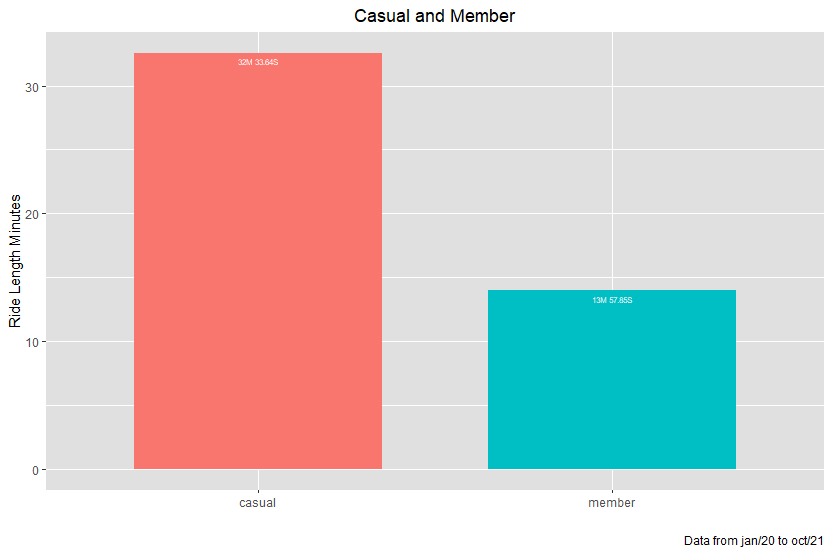 Casual and Member
Ride Length Minutes
30
20
10
0
32M 33.64S
13M 57.85S
casual
member
Data from jan/20 to oct/21